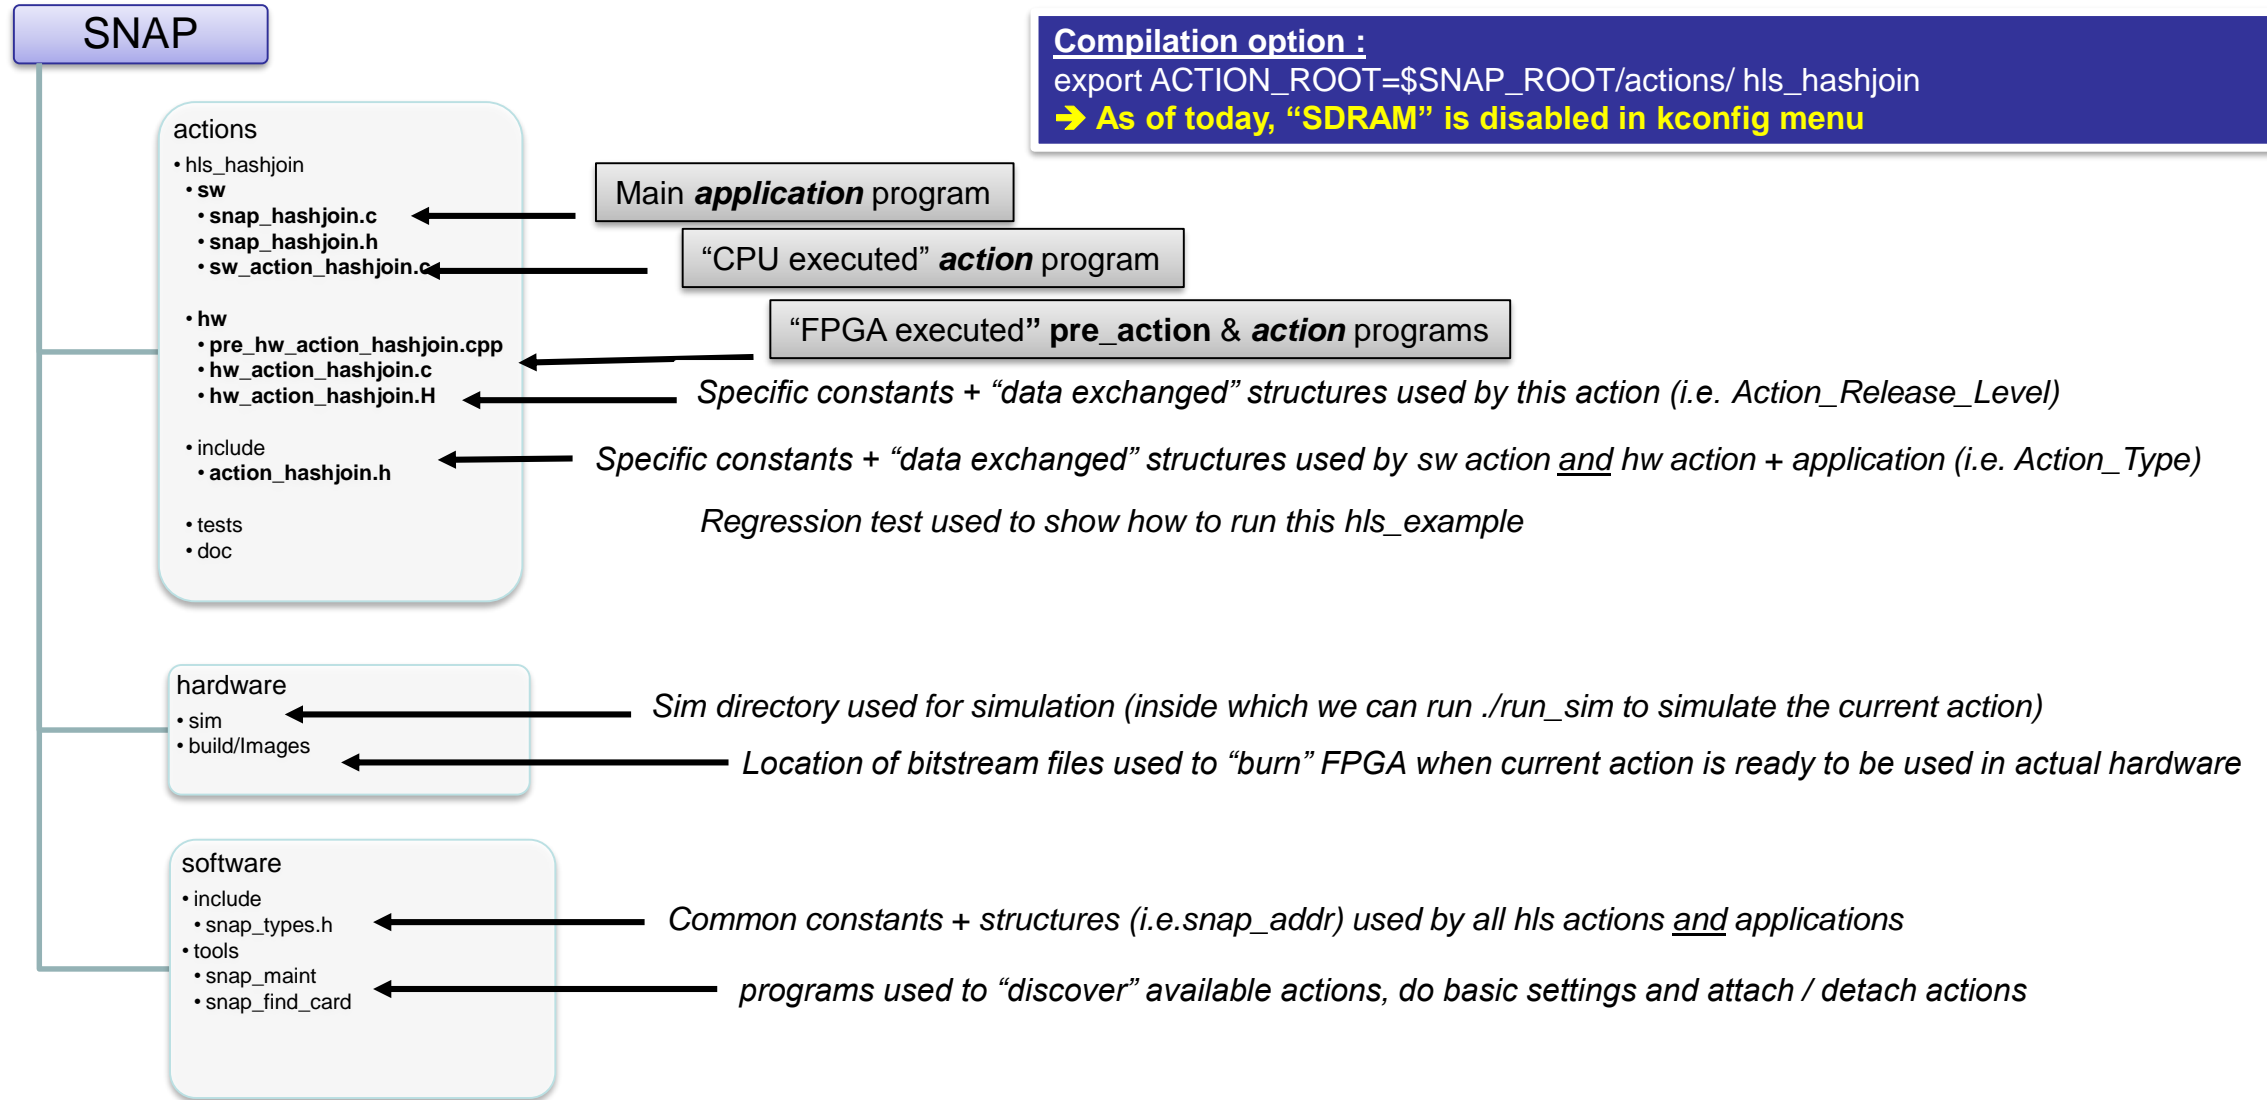 SNAP
Compilation option :
export ACTION_ROOT=$SNAP_ROOT/actions/ hls_hashjoin
➔ As of today, “SDRAM” is disabled in kconfig menu
actions
• hls_hashjoin
• sw
• snap_hashjoin.c
• snap_hashjoin.h
• sw_action_hashjoin.c
Main application program
“CPU executed” action program
• hw
• pre_hw_action_hashjoin.cpp
• hw_action_hashjoin.c
• hw_action_hashjoin.H
“FPGA executed” pre_action & action programs
Specific constants + “data exchanged” structures used by this action (i.e. Action_Release_Level)
• include
• action_hashjoin.h
Specific constants + “data exchanged” structures used by sw action and hw action + application (i.e. Action_Type)
• tests
• doc
Regression test used to show how to run this hls_example
hardware
• sim
• build/Images
Sim directory used for simulation (inside which we can run ./run_sim to simulate the current action)
Location of bitstream files used to “burn” FPGA when current action is ready to be used in actual hardware
software
• include
• snap_types.h
Common constants + structures (i.e.snap_addr) used by all hls actions and applications
• tools
• snap_maint
• snap_find_card
programs used to “discover” available actions, do basic settings and attach / detach actions